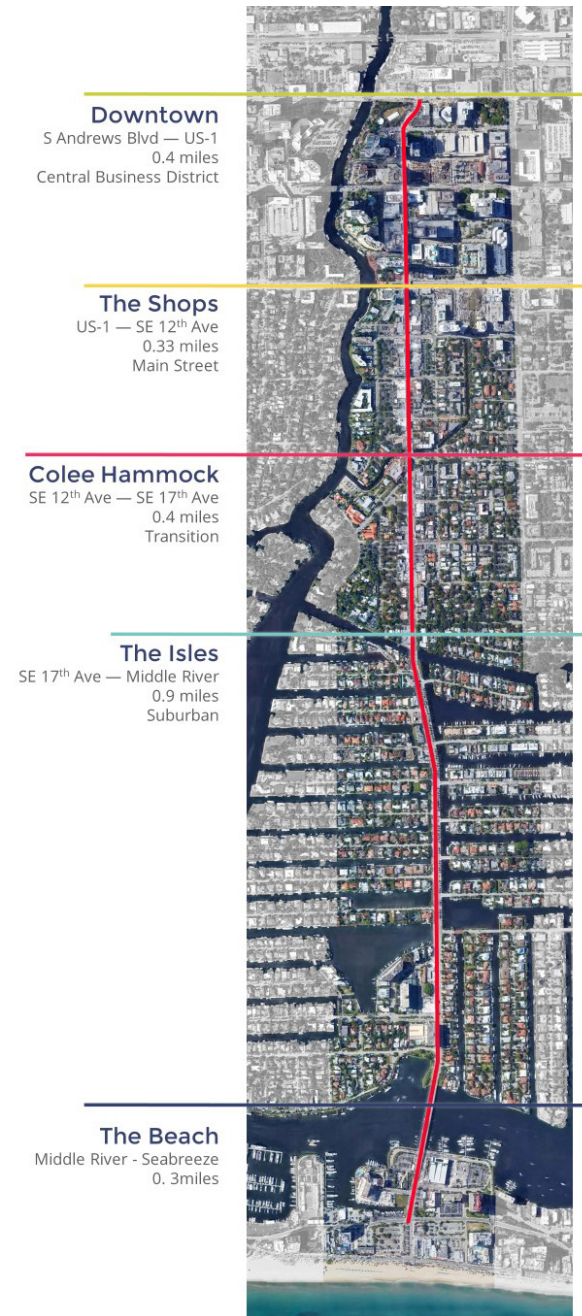 Downtown
S Andrews Blvd — US-1
0.4 miles
Central Business District
The Shops
US-1 — SE 12th Ave
0.33 miles
Main Street
Colee Hammock
SE 12th Ave — SE 17th Ave
0.4 miles
Transition
The Isles
SE 17th Ave — Middle River
0.9 miles
Suburban
The Beach
Middle River - Seabreeze
0. 3miles